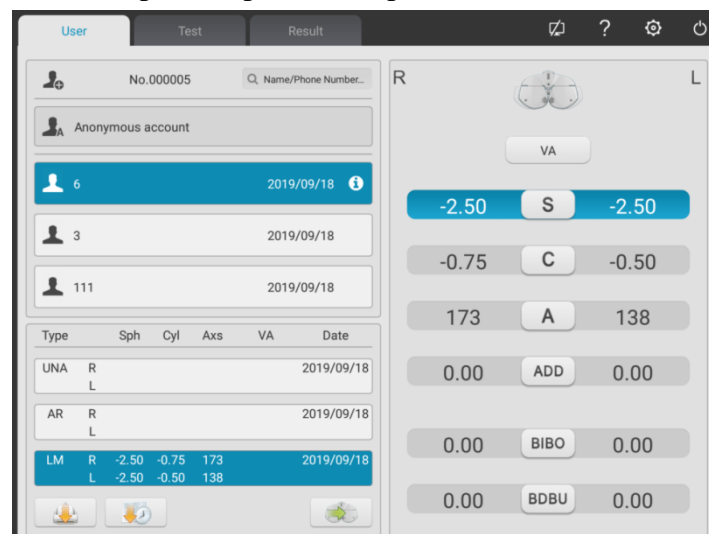 User Test Result ?
No.000005 Name/Phone Number...
Anonymous account
6 2019/09/18
3 2019/09/18
111 2019/09/18
Type Sph Cyl Axs VA Date
UNA R 2019/09/18
L
AR R 2019/09/18
L
LM R -2.50 -0.75 173 2019/09/18
L -2.50 -0.50 138
R L
VA
-2.50 S -2.50
-0.75 C -0.50
173 A 138
0.00 ADD 0.00
0.00 BIBO 0.00
0.00 BDBU 0.00